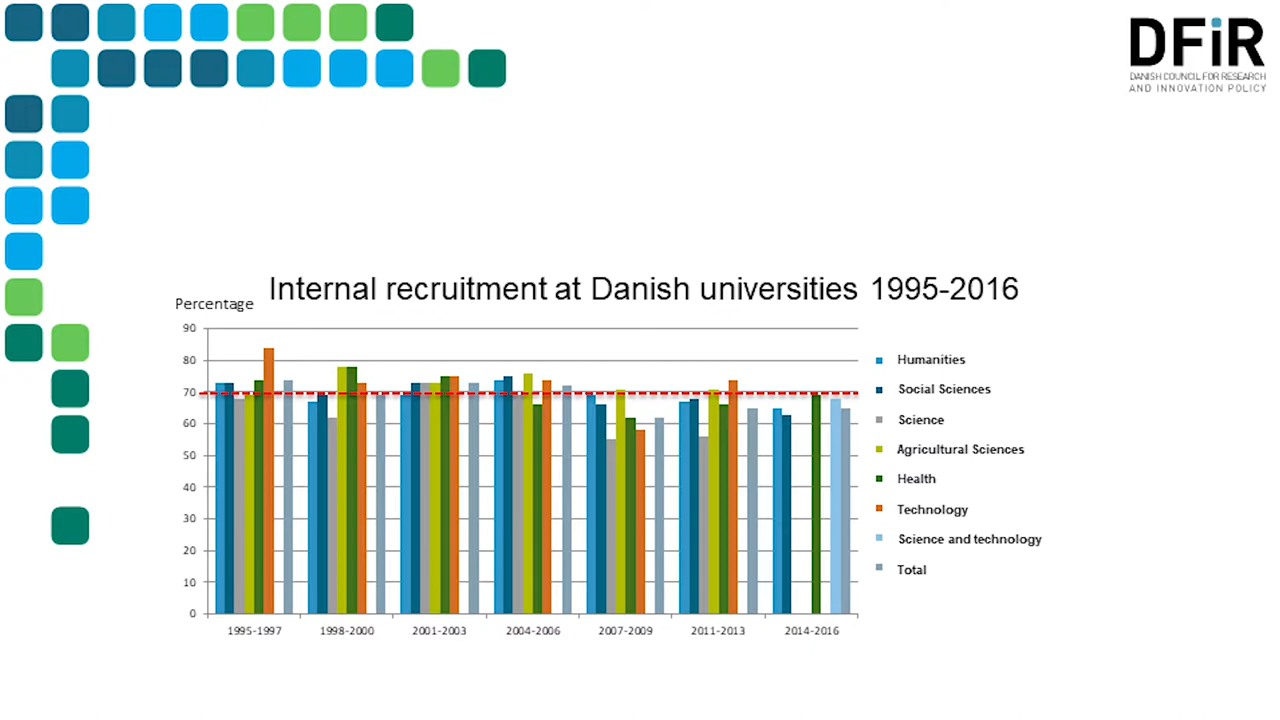 DFiR
DANISH COUNCIL FOR RESEARCH
AND INNOVATION POLICY
Internal recruitment at Danish universities 1995-2016
Percentage
90
80
70
60
50
40
30
20
10
0
1995-1997
1998-2000
2001-2003
2004-2006
2007-2009
2011-2013
2014-2016
Humanities
Social Sciences
Science
Agricultural Sciences
Health
Technology
Science and technology
Total